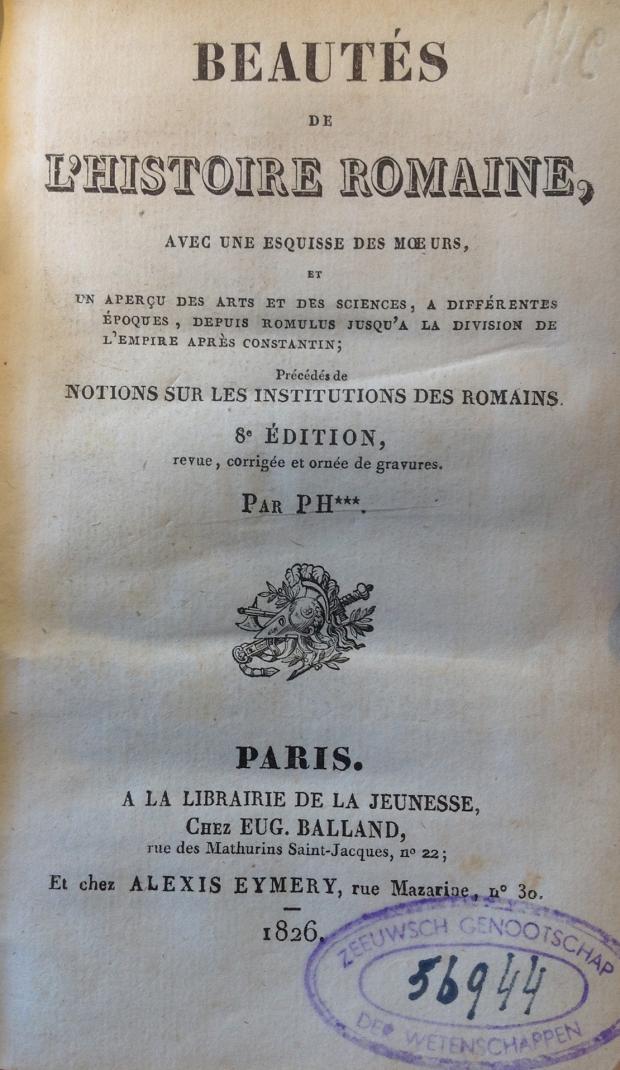 BEAUTÉS
DE
L'HISTOIRE ROMAINE,
AVEC UNE ESQUISSE DES MŒURS,
ET
UN APERÇU DES ARTS ET DES SCIENCES, A DIFFÉRENTES
ÉPOQUES, DEPUIS ROMULUS JUSQU'A LA DIVISION DE
L'EMPIRE APRÈS CONSTANTIN;
Précédés de
NOTIONS SUR LES INSTITUTIONS DES ROMAINS.
8e ÉDITION,
revue, corrigée et ornée de gravures.
PAR PH***.
PARIS.
A LA LIBRAIRIE DE LA JEUNESSE,
CHEZ EUG. BALLAND,
rue des Mathurins Saint-Jacques, no 22;
Et chez ALEXIS EYMERY, rue Mazarine, n° 30.
1826.
ZEEUWSCH GENOOTSCHAP
56944
DER WETENSCHAPPEN